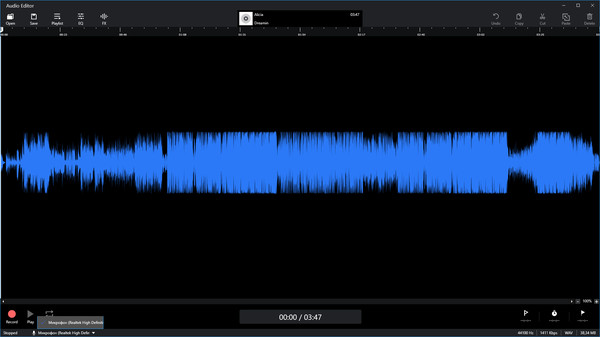 Audio Editor
Open Save Playlist EQ FX
Alicia 03:47
Dreamin
Undo Copy Cut Paste Delete
00:00 / 03:47
100%
Record Play
Микрофон (Realtek High Definiti
Stopped Микрофон (Realtek High Defin 44100 Hz 1411 Kbps WAV 38,34 MB